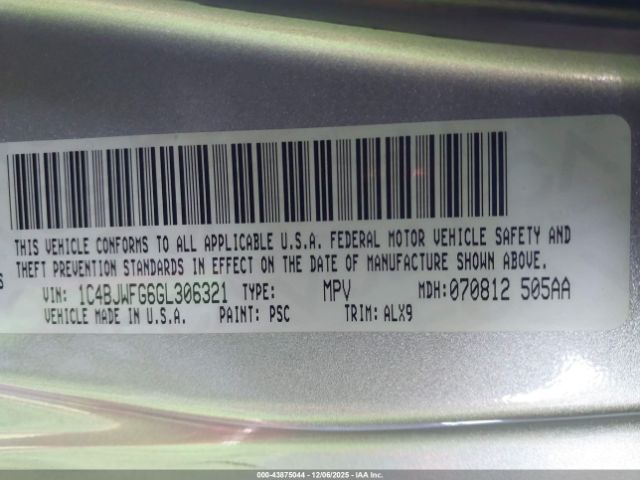 THIS VEHICLE CONFORMS TO ALL APPLICABLE U.S.A. FEDERAL MOTOR VEHICLE SAFETY AND
THEFT PREVENTION STANDARDS IN EFFECT ON THE DATE OF MANUFACTURE SHOWN ABOVE.
VIN: 1C4BJWFG6GL306321 TYPE: MPV MDH:070812 505AA
VEHICLE MADE IN U.S.A. PAINT: PSC TRIM: ALX9
000-43875044 - 12/06/2025 - IAA Inc.